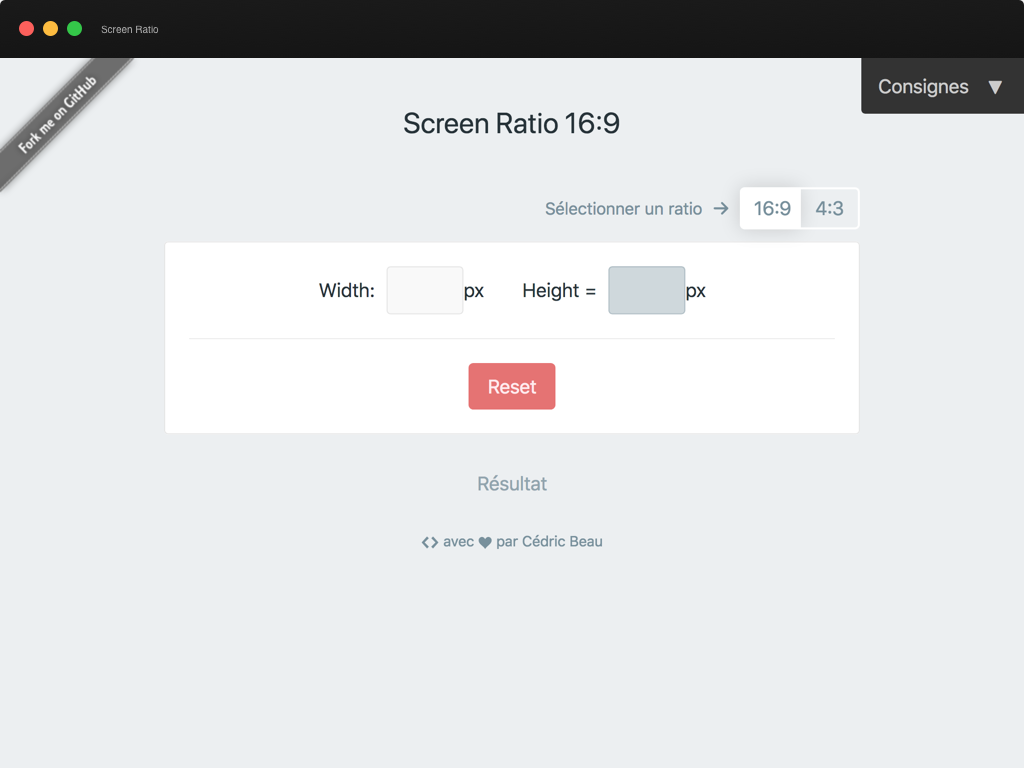 Screen Ratio
Fork me on GitHub
Consignes ▼
Screen Ratio 16:9
Sélectionner un ratio → 16:9 4:3
Width: px Height = px
Reset
Résultat
<> avec ♥ par Cédric Beau